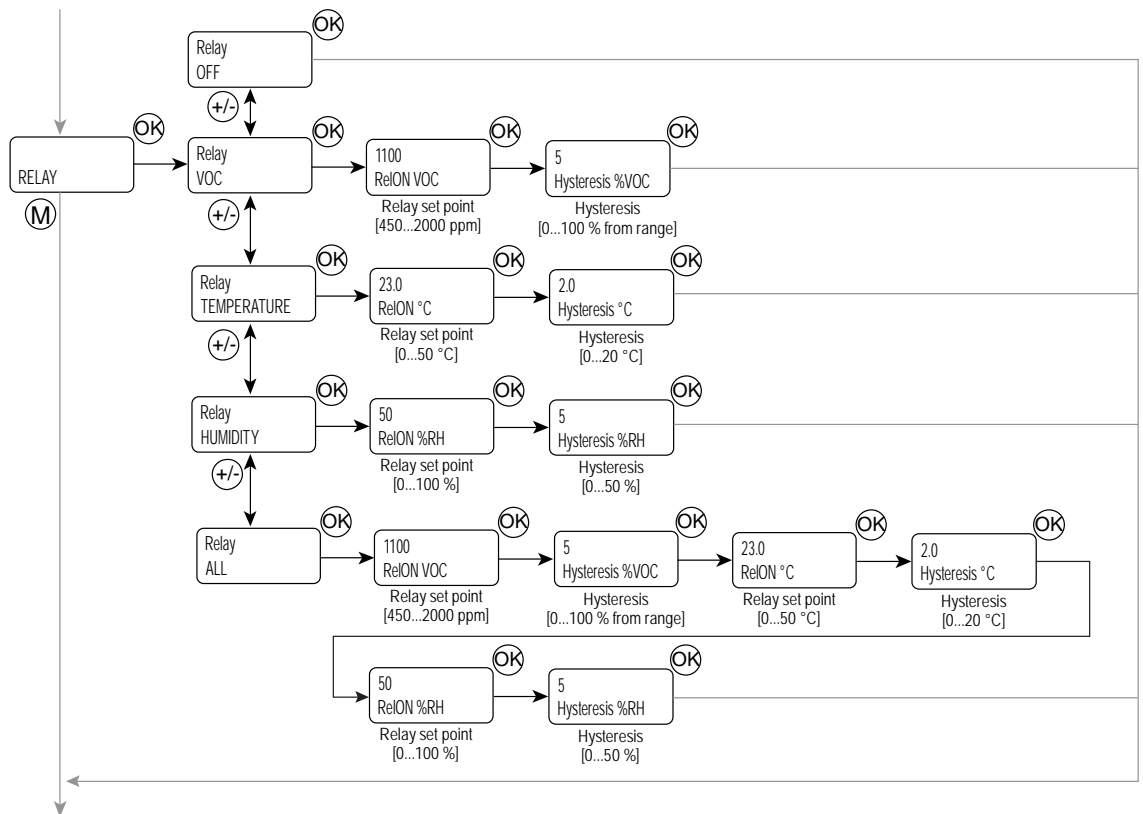 OK
Relay
OFF
+/-
OK
OK
OK
OK
RELAY
Relay
VOC
1100
RelON VOC
5
Hysteresis %VOC
M
+/-
Relay set point
[450...2000 ppm]
Hysteresis
[0...100 % from range]
OK
OK
OK
Relay
TEMPERATURE
23.0
RelON °C
2.0
Hysteresis °C
+/-
Relay set point
[0...50 °C]
Hysteresis
[0...20 °C]
OK
OK
OK
Relay
HUMIDITY
50
RelON %RH
5
Hysteresis %RH
+/-
Relay set point
[0...100 %]
Hysteresis
[0...50 %]
OK
OK
OK
OK
OK
Relay
ALL
1100
RelON VOC
5
Hysteresis %VOC
23.0
RelON °C
2.0
Hysteresis °C
Relay set point
[450...2000 ppm]
Hysteresis
[0...100 % from range]
Relay set point
[0...50 °C]
Hysteresis
[0...20 °C]
OK
OK
50
RelON %RH
5
Hysteresis %RH
Relay set point
[0...100 %]
Hysteresis
[0...50 %]